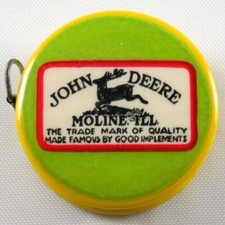 JOHN DEERE
MOLINE, ILL.
THE TRADE MARK OF QUALITY
MADE FAMOUS BY GOOD IMPLEMENTS